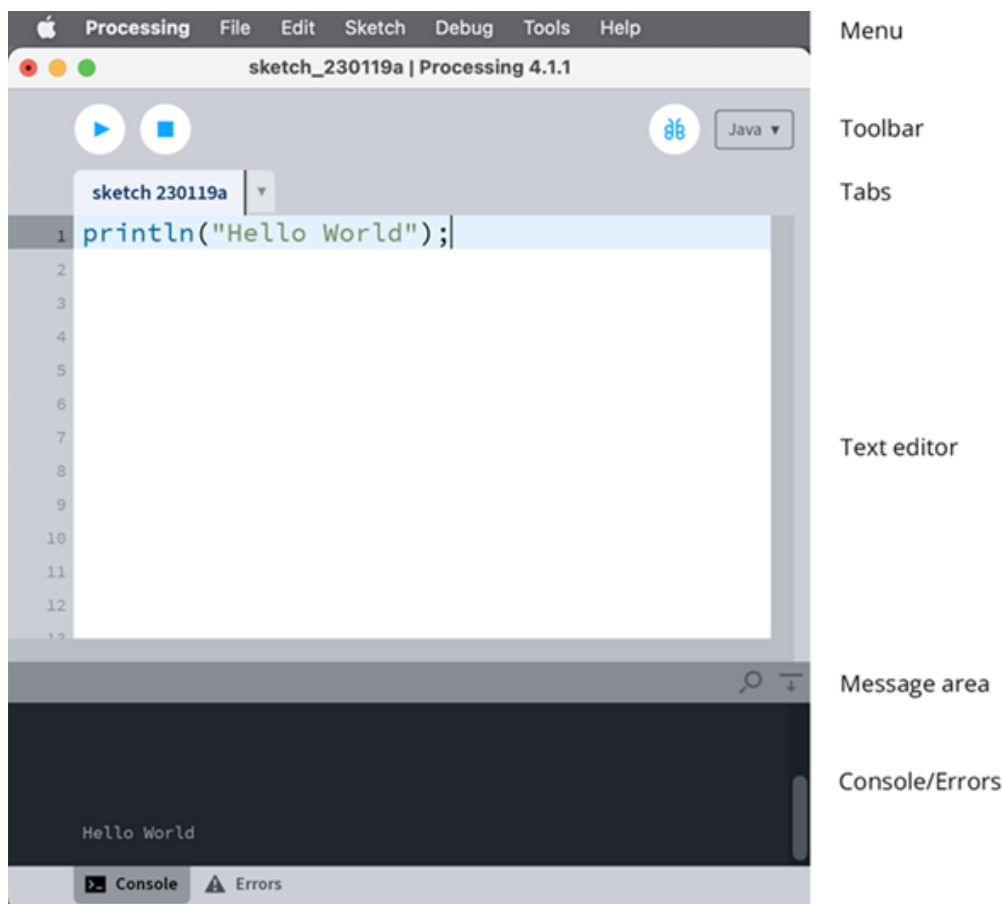 Processing File Edit Sketch Debug Tools Help Menu
sketch_230119a | Processing 4.1.1
Java ▼ Toolbar
sketch 230119a ▼ Tabs
1 println("Hello World");
2
3
4
5
6
7
8
9
10
11
12
13
Text editor
Message area
Console/Errors
Hello World
Console Errors